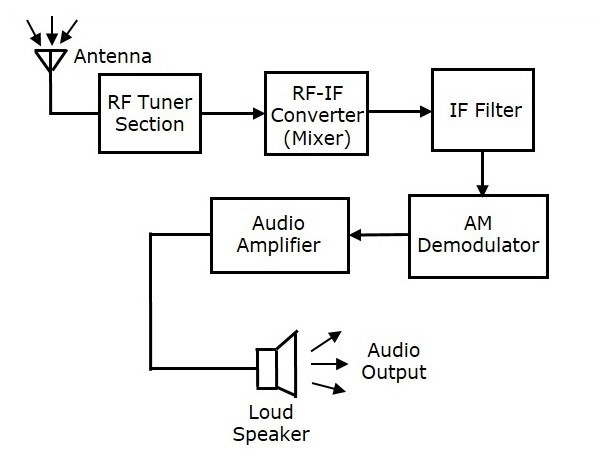 Antenna
RF Tuner
Section
RF-IF
Converter
(Mixer)
IF Filter
Audio
Amplifier
AM
Demodulator
Audio
Output
Loud
Speaker